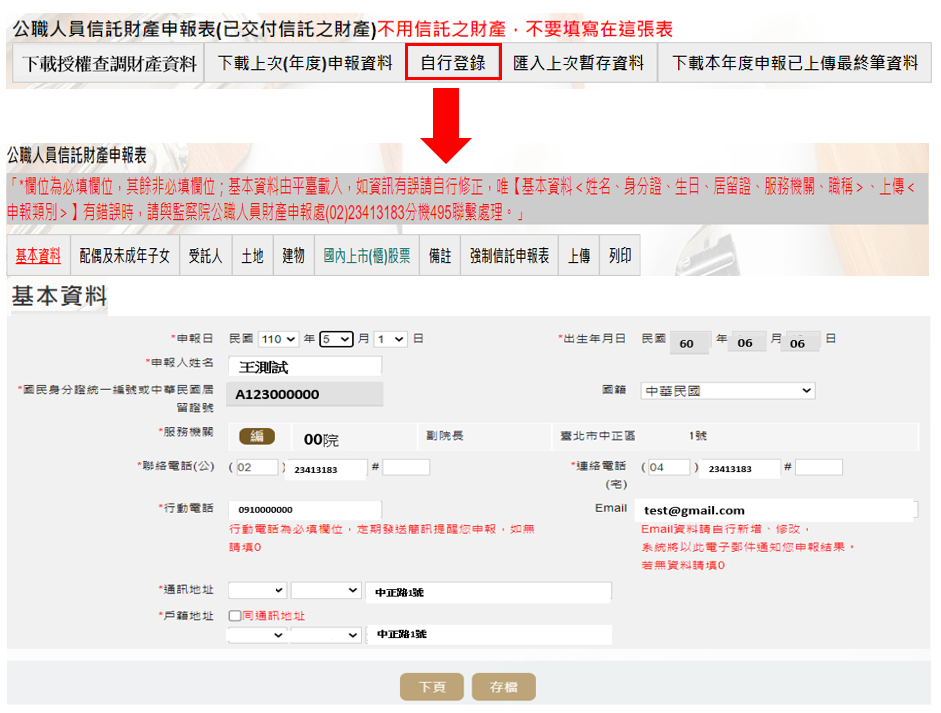 公職人員信託財產申報表(已交付信託之財產)不用信託之財產，不要填寫在這張表
下載授權查調財產資料 下載上次(年度)申報資料 自行登錄 匯入上次暫存資料 下載本年度申報已上傳最終筆資料
公職人員信託財產申報表
「*欄位為必填欄位，其餘非必填欄位；基本資料由平臺載入，如資訊有誤請自行修正，唯【基本資料＜姓名、身分證、生日、居留證、服務機關、職稱＞、上傳＜
申報類別＞】有錯誤時，請與監察院公職人員財產申報處(02)23413183分機495聯繫處理。」
基本資料 配偶及未成年子女 受託人 土地 建物 國內上市(櫃)股票 備註 強制信託申報表 上傳 列印
基本資料
*申報日 民國 110 年 5 月 1 日 *出生年月日 民國 60 年 06 月 06 日
*申報人姓名 王測試
*國民身分證統一編號或中華民國居
留證號 A123000000 國籍 中華民國
*服務機關 編 00院 副院長 臺北市中正區 1號
*聯絡電話(公) (02) 23413183 # *連絡電話
(宅) (04) 23413183 #
*行動電話 0910000000 Email test@gmail.com
行動電話為必填欄位，定期發送簡訊提醒您申報，如無
請填0
Email資料請自行新增、修改，
系統將以此電子郵件通知您申報結果。
若無資料請填0
*通訊地址 中正路1號
*戶籍地址 同通訊地址
中正路1號
下頁 存檔